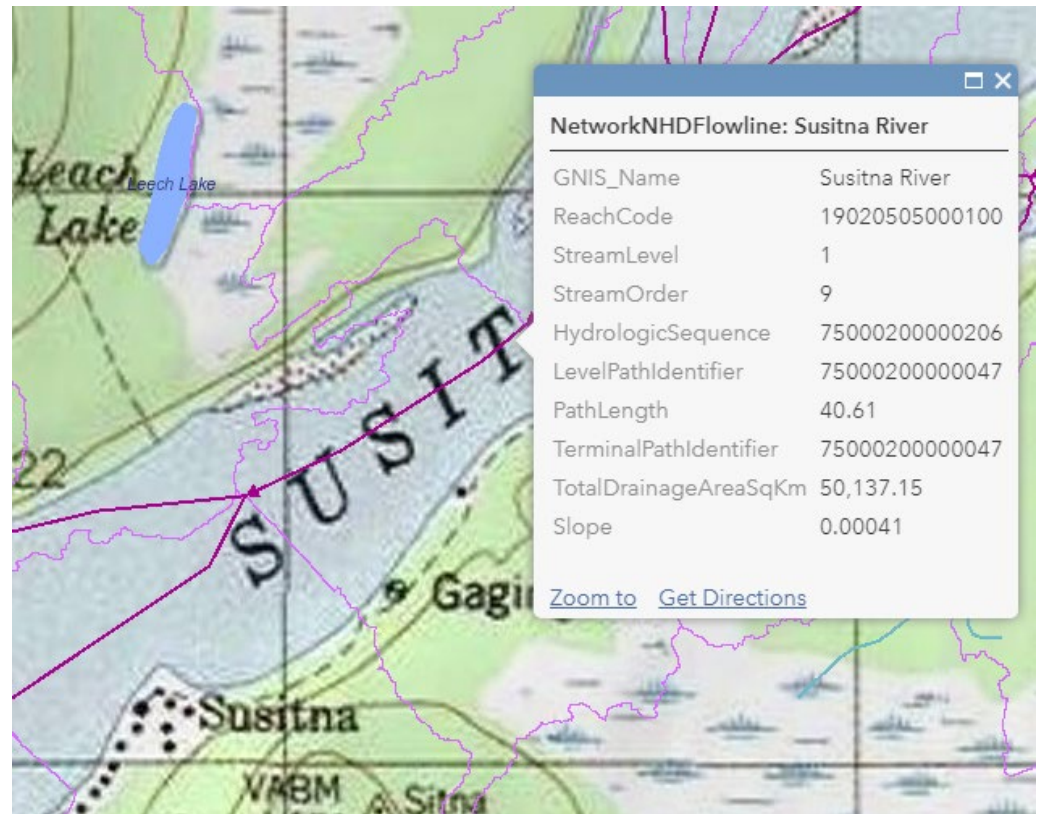 Leach
Lake
Leech Lake
22
SUSIT
Susitna
VABM
NetworkNHDFlowline: Susitna River
GNIS_Name Susitna River
ReachCode 19020505000100
StreamLevel 1
StreamOrder 9
HydrologicSequence 75000200000206
LevelPathIdentifier 75000200000047
PathLength 40.61
TerminalPathIdentifier 75000200000047
TotalDrainageAreaSqKm 50,137.15
Slope 0.00041
Zoom to Get Directions